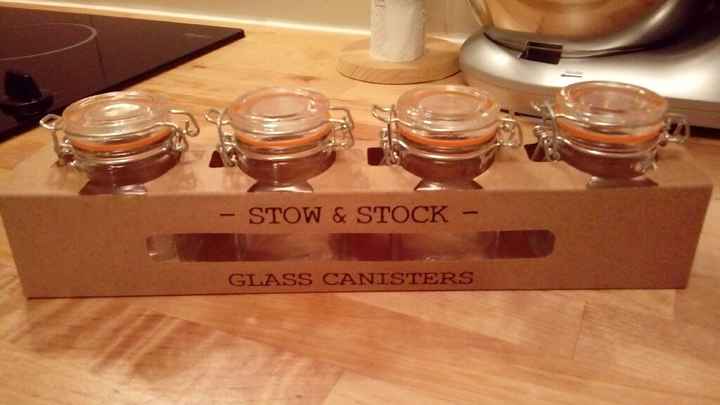 - STOW & STOCK -
GLASS CANISTERS